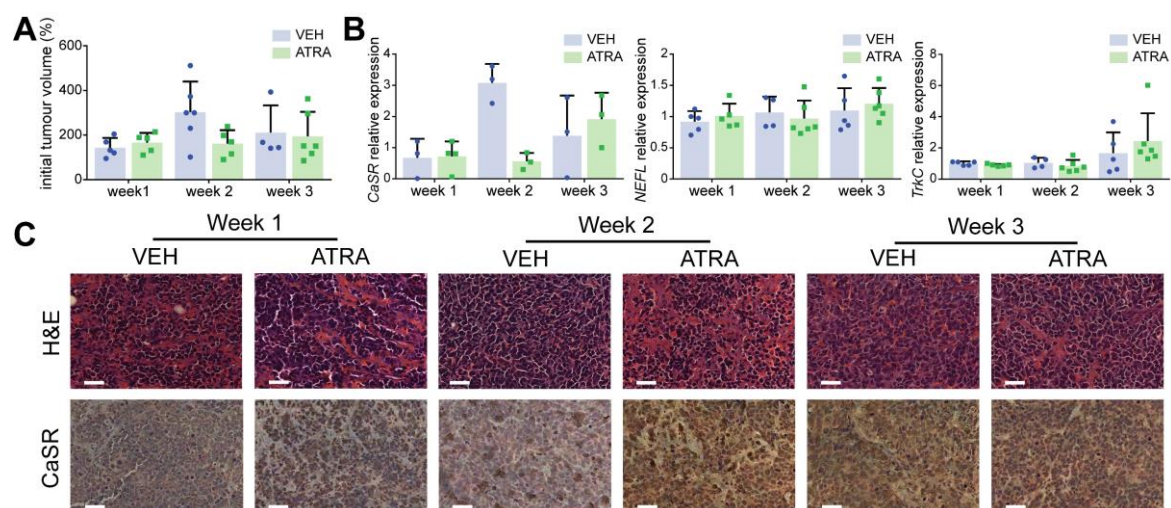 A
initial tumour volume (%)
600
400
200
0
week1
week 2
week 3
VEH
ATRA
B
CaSR relative expression
4
3
2
1
0
week 1
week 2
week 3
VEH
ATRA
NEFL relative expression
2
1.5
1
0.5
0
week 1
week 2
week 3
VEH
ATRA
TrkC relative expression
8
6
4
2
0
week 1
week 2
week 3
VEH
ATRA
C
Week 1
Week 2
Week 3
VEH
ATRA
VEH
ATRA
VEH
ATRA
H&E
CaSR